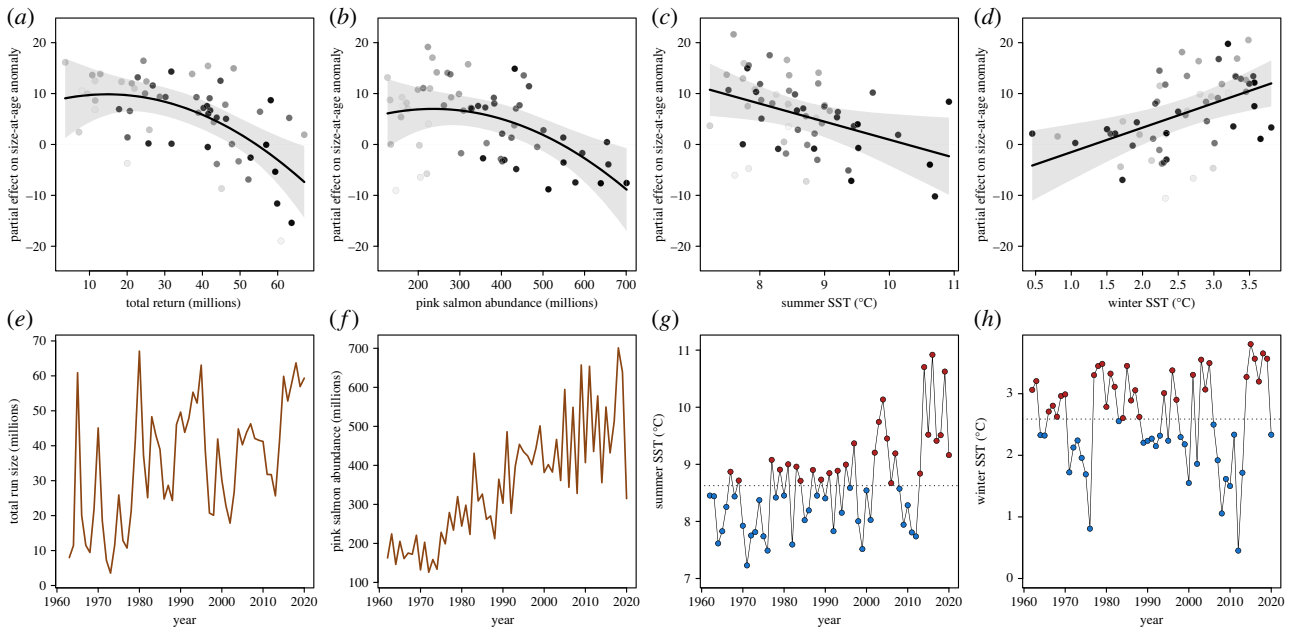 (a)
partial effect on size-at-age anomaly
20
10
0
–10
–20
10 20 30 40 50 60
total return (millions)
(b)
partial effect on size-at-age anomaly
20
10
0
–10
–20
200 300 400 500 600 700
pink salmon abundance (millions)
(c)
partial effect on size-at-age anomaly
20
10
0
–10
–20
8 9 10 11
summer SST (°C)
(d)
partial effect on size-at-age anomaly
20
10
0
–10
–20
0.5 1.0 1.5 2.0 2.5 3.0 3.5
winter SST (°C)
(e)
total run size (millions)
70
60
50
40
30
20
10
0
1960 1970 1980 1990 2000 2010 2020
year
(f)
pink salmon abundance (millions)
700
600
500
400
300
200
100
1960 1970 1980 1990 2000 2010 2020
year
(g)
summer SST (°C)
11
10
9
8
7
1960 1970 1980 1990 2000 2010 2020
year
(h)
winter SST (°C)
3
2
1
0
1960 1970 1980 1990 2000 2010 2020
year